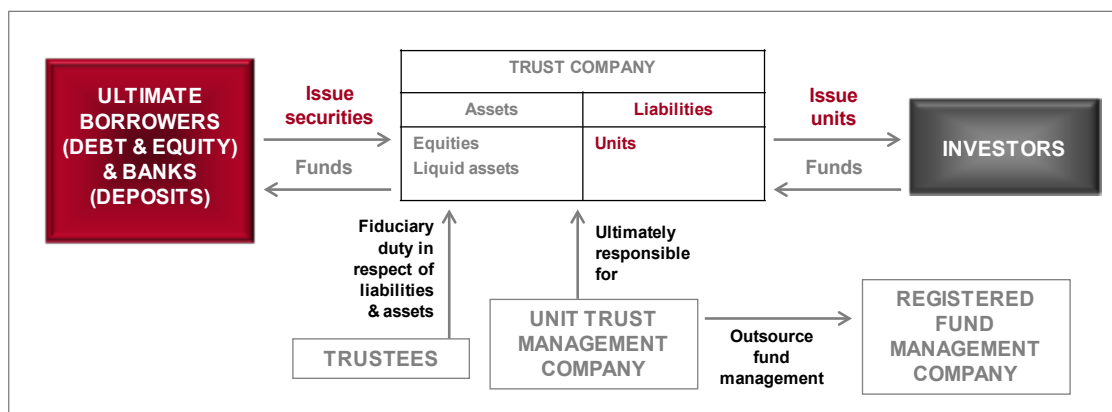 TRUST COMPANY
ULTIMATE
BORROWERS
(DEBT & EQUITY)
& BANKS
(DEPOSITS)
Issue
securities
Funds
Assets
Liabilities
Equities
Liquid assets
Units
Issue
units
Funds
INVESTORS
Fiduciary
duty in
respect of
liabilities
& assets
Ultimately
responsible
for
TRUSTEES
UNIT TRUST
MANAGEMENT
COMPANY
Outsource
fund
management
REGISTERED
FUND
MANAGEMENT
COMPANY